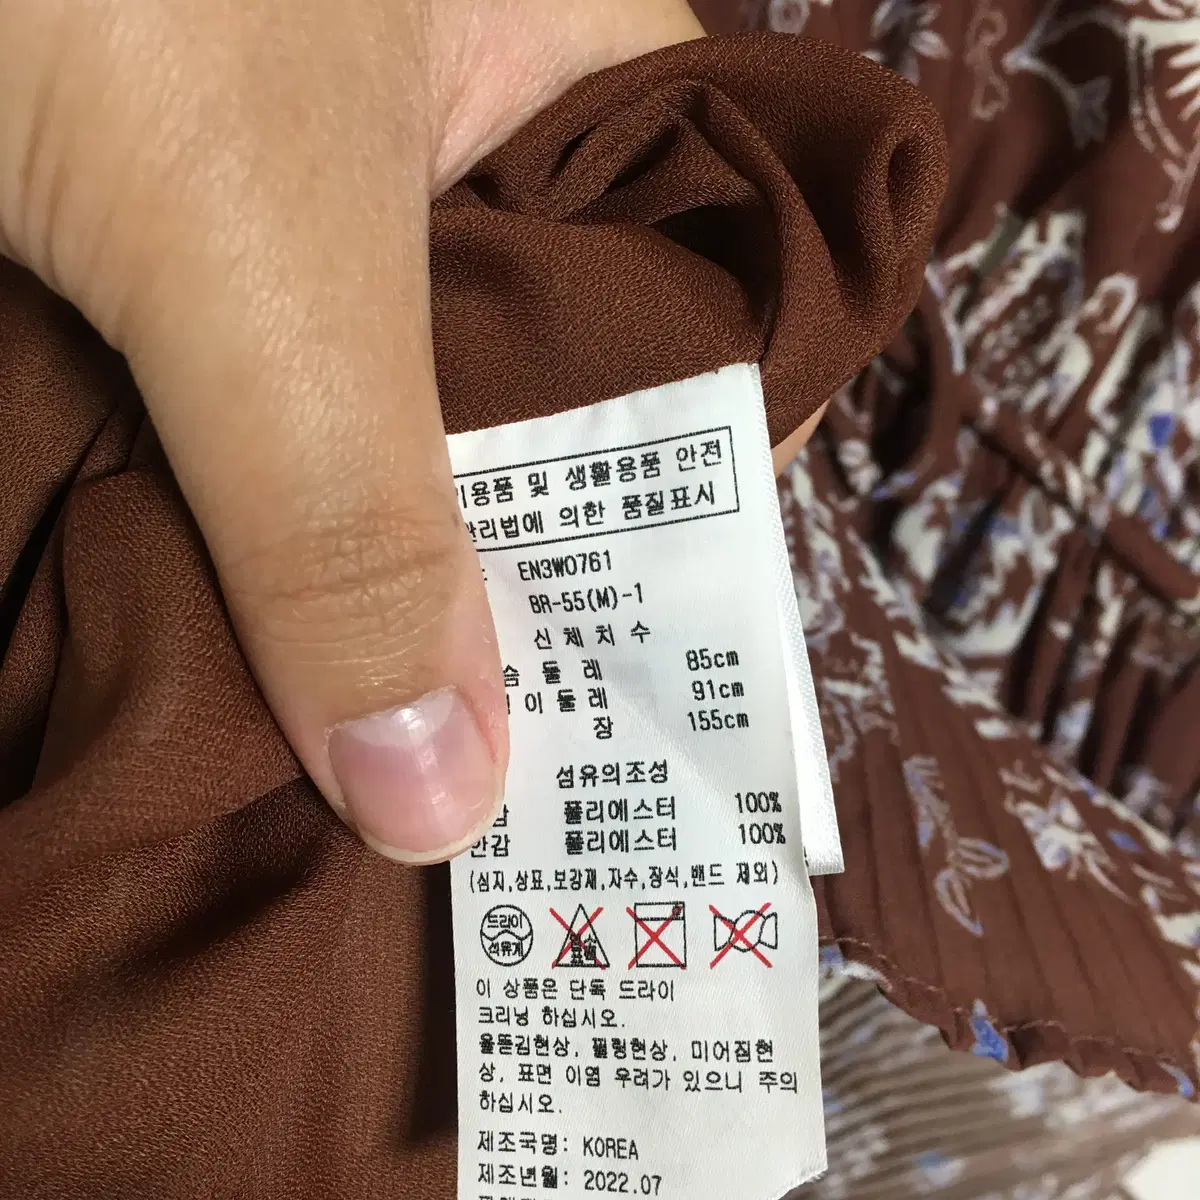 용품 및 생활용품 안전
관리법에 의한 품질표시
EN3W0761
BR-55(M)-1
신체치수
슴둘레 85cm
이둘레 91cm
장 155cm
섬유의조성
감 폴리에스터 100%
안감 폴리에스터 100%
(심지,상표,보강재,자수,장식,밴드 제외)
드라이
석유계
염소
표백
이 상품은 단독 드라이
크리닝 하십시오.
올뜯김현상, 필링현상, 미어짐현
상, 표면 이염 우려가 있으니 주의
하십시오.
제조국명: KOREA
제조년월: 2022.07